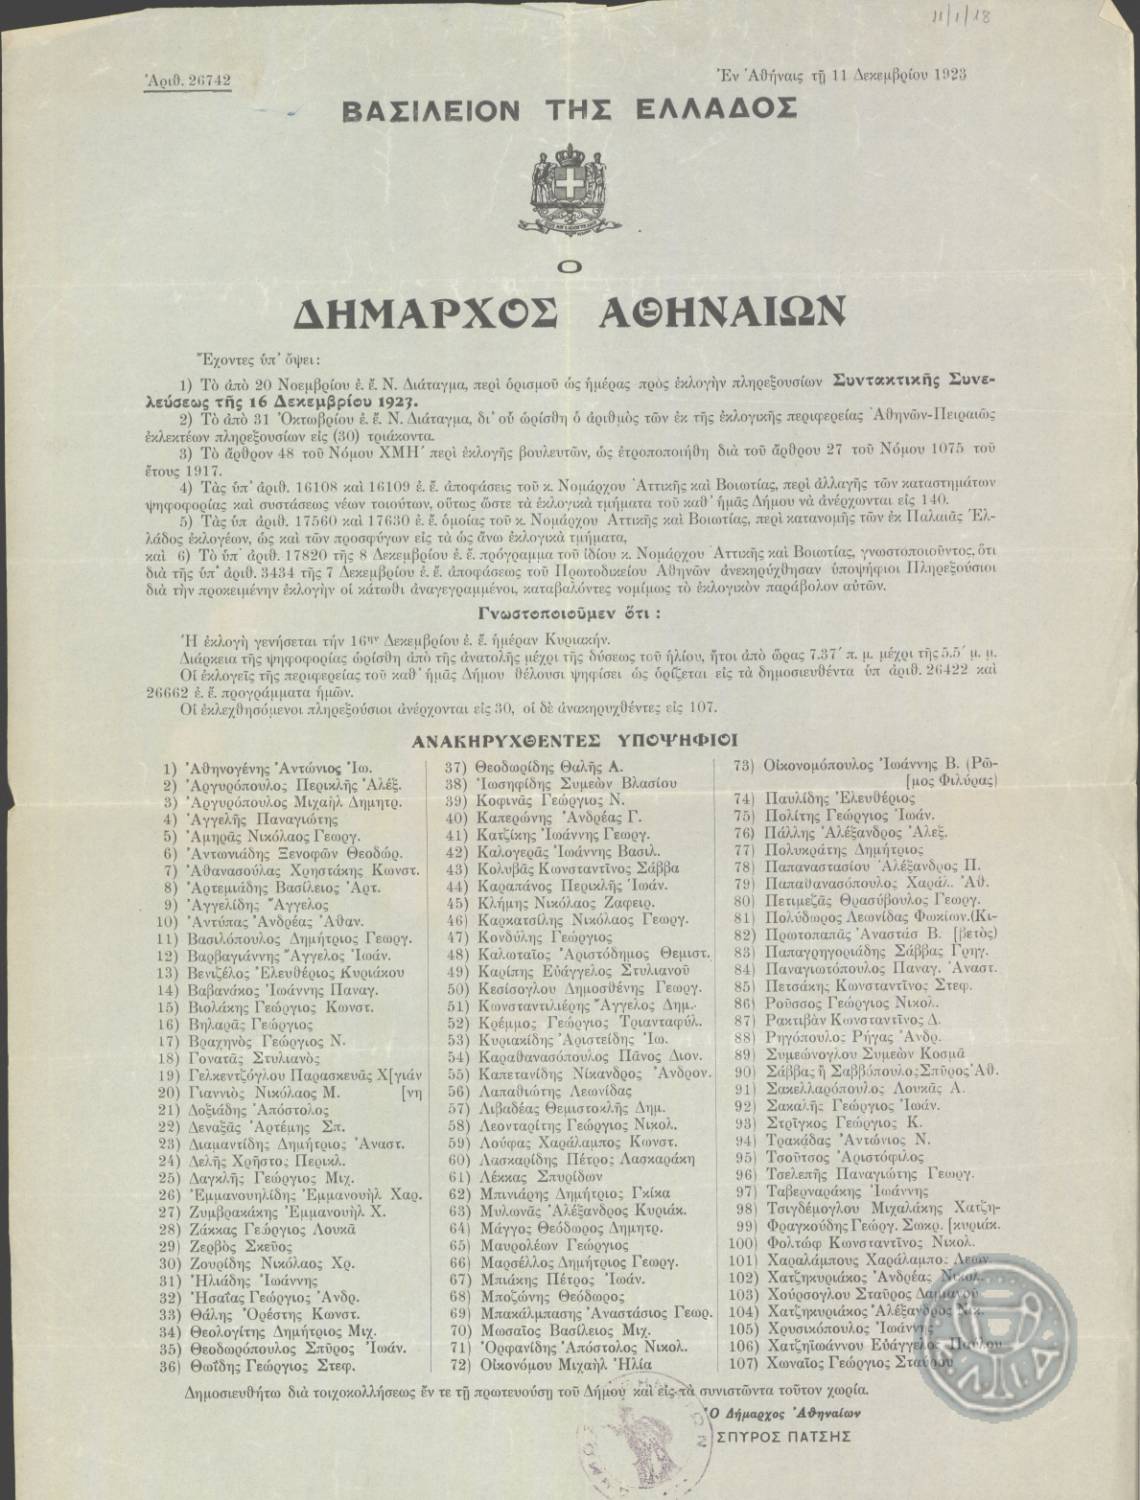 11/1/18
Ἀριθ. 26742
Ἐν Ἀθήναις τῇ 11 Δεκεμβρίου 1923
ΒΑΣΙΛΕΙΟΝ ΤΗΣ ΕΛΛΑΔΟΣ
Ο
ΔΗΜΑΡΧΟΣ ΑΘΗΝΑΙΩΝ
Ἔχοντες ὑπ' ὄψει:
1) Τὸ ἀπὸ 20 Νοεμβρίου ἐ. ἔ. Ν. Διάταγμα, περὶ ὁρισμοῦ ὡς ἡμέρας πρὸς ἐκλογὴν πληρεξουσίων Συντακτικῆς Συνε-
λεύσεως τῆς 16 Δεκεμβρίου 1923.
2) Τὸ ἀπὸ 31 Ὀκτωβρίου ἐ. ἔ. Ν. Διάταγμα, δι' οὗ ὡρίσθη ὁ ἀριθμὸς τῶν ἐκ τῆς ἐκλογικῆς περιφερείας Ἀθηνῶν-Πειραιῶς
ἐκλεκτέων πληρεξουσίων εἰς (30) τριάκοντα.
3) Τὸ ἄρθρον 48 τοῦ Νόμου ΧΜΗ' περὶ ἐκλογῆς βουλευτῶν, ὡς ἐτροποποιήθη διὰ τοῦ ἄρθρου 27 τοῦ Νόμου 1075 τοῦ
ἔτους 1917.
4) Τὰς ὑπ' ἀριθ. 16108 καὶ 16109 ἐ. ἔ. ἀποφάσεις τοῦ κ. Νομάρχου Ἀττικῆς καὶ Βοιωτίας, περὶ ἀλλαγῆς τῶν καταστημάτων
ψηφοφορίας καὶ συστάσεως νέων τοιούτων, οὕτως ὥστε τὰ ἐκλογικὰ τμήματα τοῦ καθ' ἡμᾶς Δήμου νὰ ἀνέρχωνται εἰς 140.
5) Τὰς ὑπ ἀριθ. 17560 καὶ 17630 ἐ. ἔ. ὁμοίας τοῦ κ. Νομάρχου Ἀττικῆς καὶ Βοιωτίας, περὶ κατανομῆς τῶν ἐκ Παλαιᾶς Ἑλ-
λάδος ἐκλογέων, ὡς καὶ τῶν προσφύγων εἰς τὰ ὡς ἄνω ἐκλογικὰ τμήματα,
καὶ 6) Τὸ ὑπ' ἀριθ. 17820 τῆς 8 Δεκεμβρίου ἐ. ἔ. πρόγραμμα τοῦ ἰδίου κ. Νομάρχου Ἀττικῆς καὶ Βοιωτίας, γνωστοποιοῦντος, ὅτι
διὰ τῆς ὑπ' ἀριθ. 3434 τῆς 7 Δεκεμβρίου ἐ. ἔ. ἀποφάσεως τοῦ Πρωτοδικείου Ἀθηνῶν ἀνεκηρύχθησαν ὑποψήφιοι Πληρεξούσιοι
διὰ τὴν προκειμένην ἐκλογὴν οἱ κάτωθι ἀναγεγραμμένοι, καταβαλόντες νομίμως τὸ ἐκλογικὸν παράβολον αὐτῶν.
Γνωστοποιοῦμεν ὅτι:
Ἡ ἐκλογὴ γενήσεται τὴν 16ην Δεκεμβρίου ἐ. ἔ. ἡμέραν Κυριακήν.
Διάρκεια τῆς ψηφοφορίας ὡρίσθη ἀπὸ τῆς ἀνατολῆς μέχρι τῆς δύσεως τοῦ ἡλίου, ἤτοι ἀπὸ ὥρας 7.37' π. μ. μέχρι τῆς 5.5' μ. μ.
Οἱ ἐκλογεῖς τῆς περιφερείας τοῦ καθ' ἡμᾶς Δήμου θέλουσι ψηφίσει ὡς ὁρίζεται εἰς τὰ δημοσιευθέντα ὑπ ἀριθ. 26422 καὶ
26662 ἐ. ἔ. προγράμματα ἡμῶν.
Οἱ ἐκλεχθησόμενοι πληρεξούσιοι ἀνέρχονται εἰς 30, οἱ δὲ ἀνακηρυχθέντες εἰς 107.
ΑΝΑΚΗΡΥΧΘΕΝΤΕΣ ΥΠΟΨΗΦΙΟΙ
1) Ἀθηνογένης Ἀντώνιος Ἰω.
2) Ἀργυρόπουλος Περικλῆς Ἀλέξ.
3) Ἀργυρόπουλος Μιχαὴλ Δημητρ.
4) Ἀγγελῆς Παναγιώτης
5) Ἀμηρᾶς Νικόλαος Γεωργ.
6) Ἀντωνιάδης Ξενοφῶν Θεοδώρ.
7) Ἀθανασούλας Χρηστάκης Κωνστ.
8) Ἀρτεμιάδης Βασίλειος Ἀρτ.
9) Ἀγγελίδης Ἄγγελος
10) Ἀντύπας Ἀνδρέας Ἀθαν.
11) Βασιλόπουλος Δημήτριος Γεωργ.
12) Βαρβαγιάννης Ἄγγελος Ἰωάν.
13) Βενιζέλος Ἐλευθέριος Κυριάκου
14) Βαβανάκος Ἰωάννης Παναγ.
15) Βιολάκης Γεώργιος Κωνστ.
16) Βηλαρᾶς Γεώργιος
17) Βραχηνὸς Γεώργιος Ν.
18) Γονατᾶς Στυλιανὸς
19) Γελκεντζόγλου Παρασκευᾶς Χ[γιάν
20) Γιαννιὸς Νικόλαος Μ. [νη
21) Δοξιάδης Ἀπόστολος
22) Δεναξᾶς Ἀρτέμης Σπ.
23) Διαμαντίδης Δημήτριος Ἀναστ.
24) Δελῆς Χρῆστος Περικλ.
25) Δαγκλῆς Γεώργιος Μιχ.
26) Ἐμμανουηλίδης Ἐμμανουὴλ Χαρ.
27) Ζυμβρακάκης Ἐμμανουὴλ Χ.
28) Ζάκκας Γεώργιος Λουκᾶ
29) Ζερβὸς Σκεῦος
30) Ζουρίδης Νικόλαος Χρ.
31) Ἠλιάδης Ἰωάννης
32) Ἠσαΐας Γεώργιος Ἀνδρ.
33) Θάλης Ὀρέστης Κωνστ.
34) Θεολογίτης Δημήτριος Μιχ.
35) Θεοδωρόπουλος Σπῦρος Ἰωάν.
36) Θωΐδης Γεώργιος Στεφ.
37) Θεοδωρίδης Θαλῆς Α.
38) Ἰωσηφίδης Συμεὼν Βλασίου
39) Κοφινᾶς Γεώργιος Ν.
40) Καπερώνης Ἀνδρέας Γ.
41) Κατζίκης Ἰωάννης Γεωργ.
42) Καλογερᾶς Ἰωάννης Βασιλ.
43) Κολυβᾶς Κωνσταντῖνος Σάββα
44) Καραπάνος Περικλῆς Ἰωάν.
45) Κλήμης Νικόλαος Ζαφειρ.
46) Καρκατσίλης Νικόλαος Γεωργ.
47) Κονδύλης Γεώργιος
48) Καλωταῖος Ἀριστόδημος Θεμιστ.
49) Καρίπης Εὐάγγελος Στυλιανοῦ
50) Κεσίσογλου Δημοσθένης Γεωργ.
51) Κωνσταντιλιέρης Ἄγγελος Δημ.
52) Κρέμμος Γεώργιος Τριανταφύλ.
53) Κυριακίδης Ἀριστείδης Ἰω.
54) Καραθανασόπουλος Πᾶνος Διον.
55) Καπετανίδης Νίκανδρος Ἀνδρον.
56) Λαπαθιώτης Λεωνίδας
57) Λιβαδέας Θεμιστοκλῆς Δημ.
58) Λεονταρίτης Γεώργιος Νικολ.
59) Λούφας Χαράλαμπος Κωνστ.
60) Λασκαρίδης Πέτρος Λασκαράκη
61) Λέκκας Σπυρίδων
62) Μπινιάρης Δημήτριος Γκίκα
63) Μυλωνᾶς Ἀλέξανδρος Κυριάκ.
64) Μάγγος Θεόδωρος Δημητρ.
65) Μαυρολέων Γεώργιος
66) Μαρσέλλος Δημήτριος Γεωργ.
67) Μπιάκης Πέτρος Ἰωάν.
68) Μποζώνης Θεόδωρος
69) Μπακάλμπασης Ἀναστάσιος Γεωρ.
70) Μωσαῖος Βασίλειος Μιχ.
71) Ὀρφανίδης Ἀπόστολος Νικολ.
72) Οἰκονόμου Μιχαὴλ Ἠλία
73) Οἰκονομόπουλος Ἰωάννης Β. (Ρῶ-
[μος Φιλύρας)
74) Παυλίδης Ἐλευθέριος
75) Πολίτης Γεώργιος Ἰωάν.
76) Πάλλης Ἀλέξανδρος Ἀλεξ.
77) Πολυκράτης Δημήτριος
78) Παπαναστασίου Ἀλέξανδρος Π.
79) Παπαθανασόπουλος Χαράλ. Ἀθ.
80) Πετιμεζᾶς Θρασύβουλος Γεωργ.
81) Πολύδωρος Λεωνίδας Φωκίων.(Κι-
82) Πρωτοπαπᾶς Ἀναστάσ Β. [βετὸς)
83) Παπαγρηγοριάδης Σάββας Γρηγ.
84) Παναγιωτόπουλος Παναγ. Ἀναστ.
85) Πετσάκης Κωνσταντῖνος Στεφ.
86) Ροῦσσος Γεώργιος Νικολ.
87) Ρακτιβὰν Κωνσταντῖνος Δ.
88) Ρηγόπουλος Ρήγας Ἀνδρ.
89) Συμεώνογλου Συμεὼν Κοσμᾶ
90) Σάββας ἢ Σαββόπουλος Σπῦρος Ἀθ.
91) Σακελλαρόπουλος Λουκᾶς Α.
92) Σακαλῆς Γεώργιος Ἰωάν.
93) Στρῖγκος Γεώργιος Κ.
94) Τρακάδας Ἀντώνιος Ν.
95) Τσοῦτσος Ἀριστόφιλος
96) Τσελεπῆς Παναγιώτης Γεωργ.
97) Ταβερναράκης Ἰωάννης
98) Τσιγδέμογλου Μιχαλάκης Χατζη-
99) Φραγκούδης Γεώργ. Σωκρ. [κυριάκ.
100) Φολτὼφ Κωνσταντῖνος Νικολ.
101) Χαραλάμπους Χαράλαμπος Λεων.
102) Χατζηκυριάκος Ἀνδρέας Νικολ.
103) Χούρσογλου Σταῦρος Δαμιανοῦ
104) Χατζηκυριάκος Ἀλέξανδρος Νικ.
105) Χρυσικόπουλος Ἰωάννης
106) Χατζηϊωάννου Εὐάγγελος Παύλου
107) Χωναῖος Γεώργιος Σταύρου
Δημοσιευθήτω διὰ τοιχοκολλήσεως ἔν τε τῇ πρωτευούσῃ τοῦ Δήμου καὶ εἰς τὰ συνιστῶντα τοῦτον χωρία.
Ὁ Δήμαρχος Ἀθηναίων
ΣΠΥΡΟΣ ΠΑΤΣΗΣ